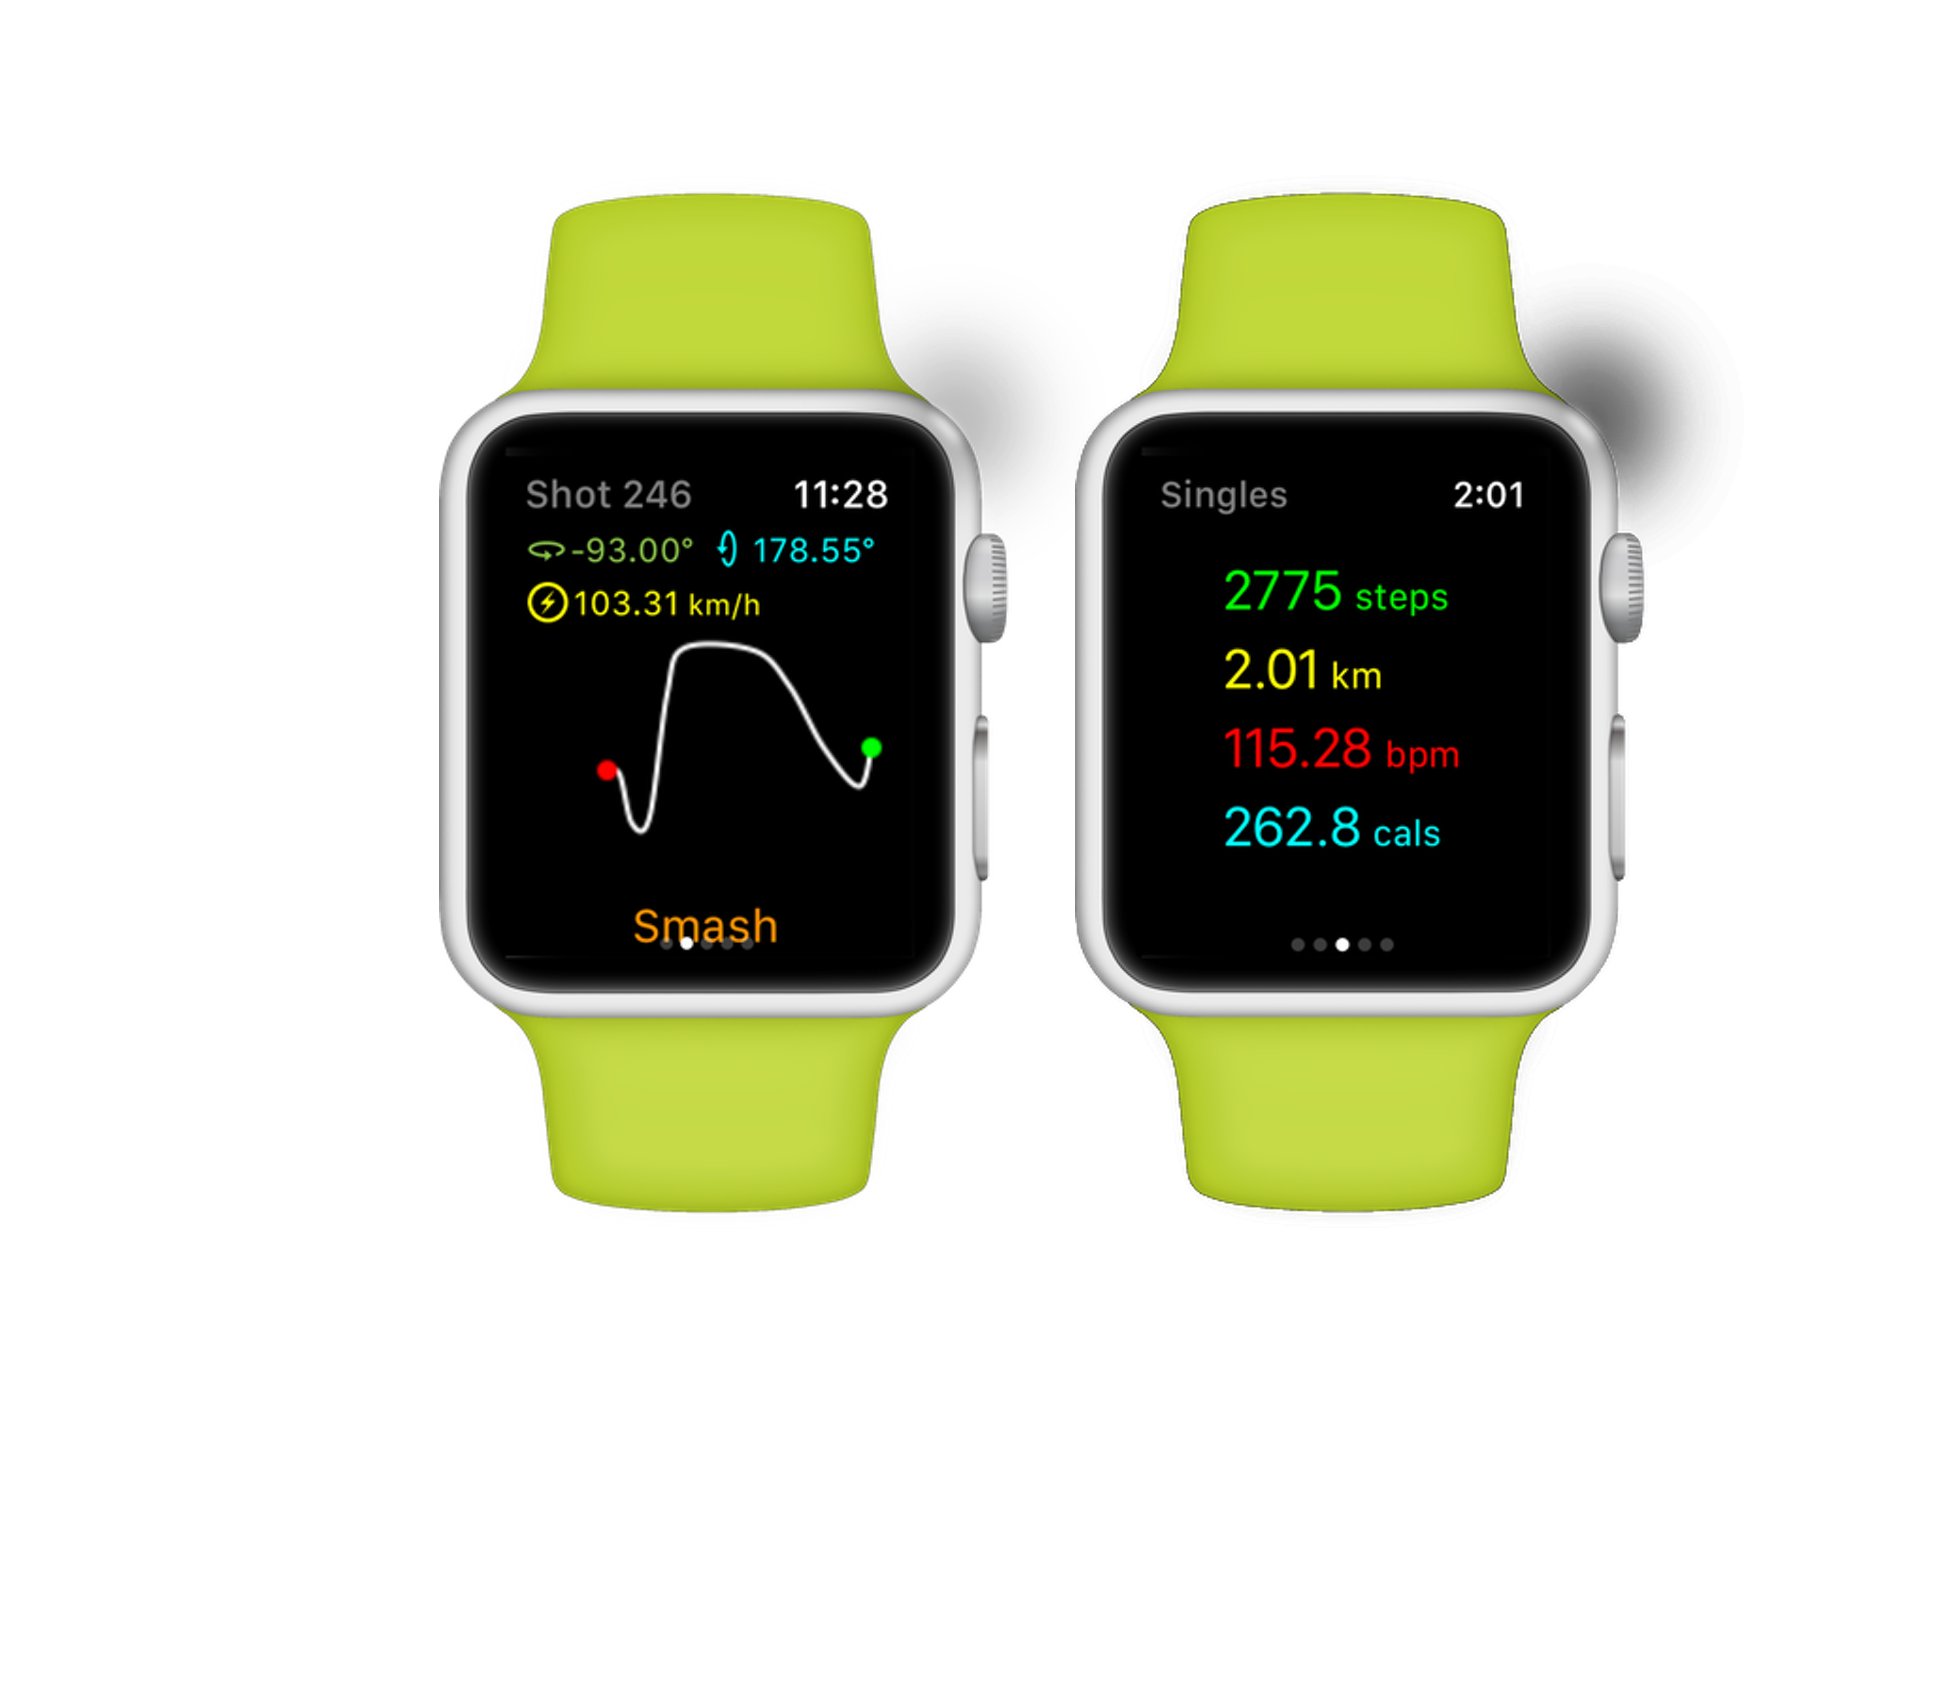 Shot 246 11:28
-93.00° 178.55°
103.31 km/h
Smash
Singles 2:01
2775 steps
2.01 km
115.28 bpm
262.8 cals